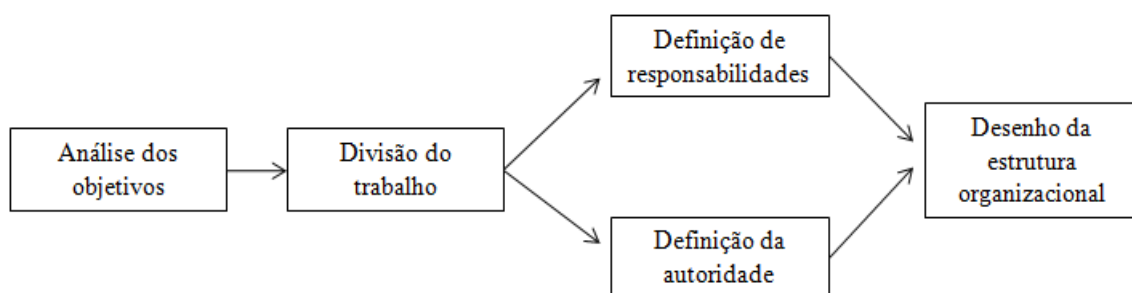 Análise dos
objetivos
Divisão do
trabalho
Definição de
responsabilidades
Definição da
autoridade
Desenho da
estrutura
organizacional